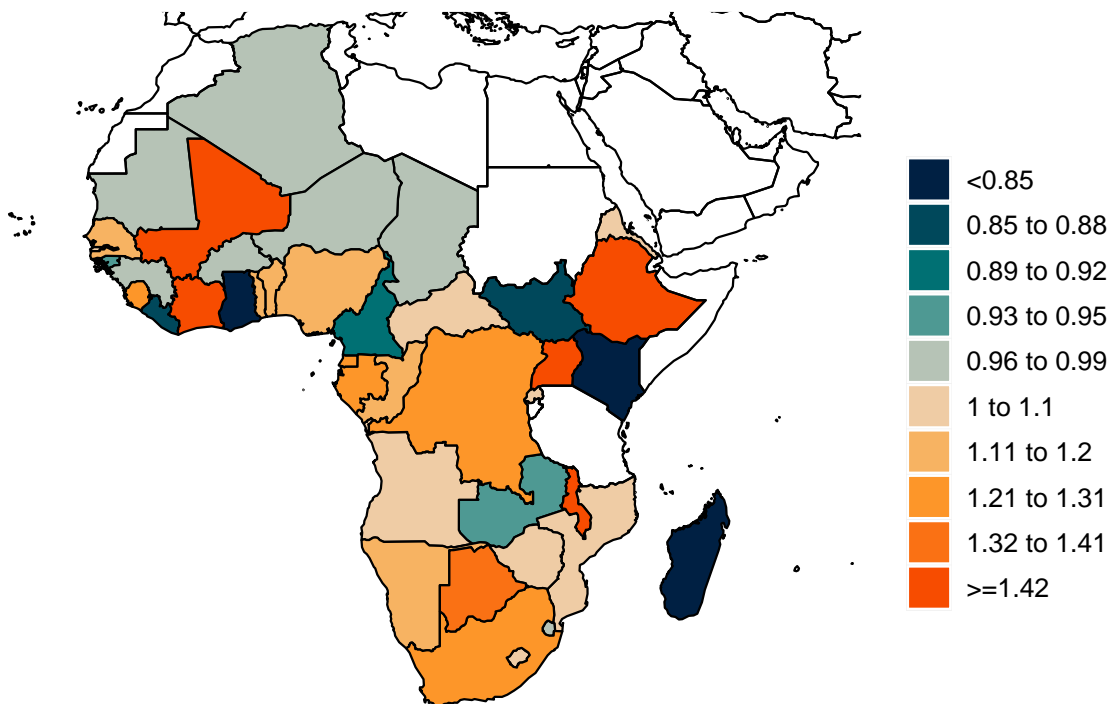 <0.85
0.85 to 0.88
0.89 to 0.92
0.93 to 0.95
0.96 to 0.99
1 to 1.1
1.11 to 1.2
1.21 to 1.31
1.32 to 1.41
>=1.42